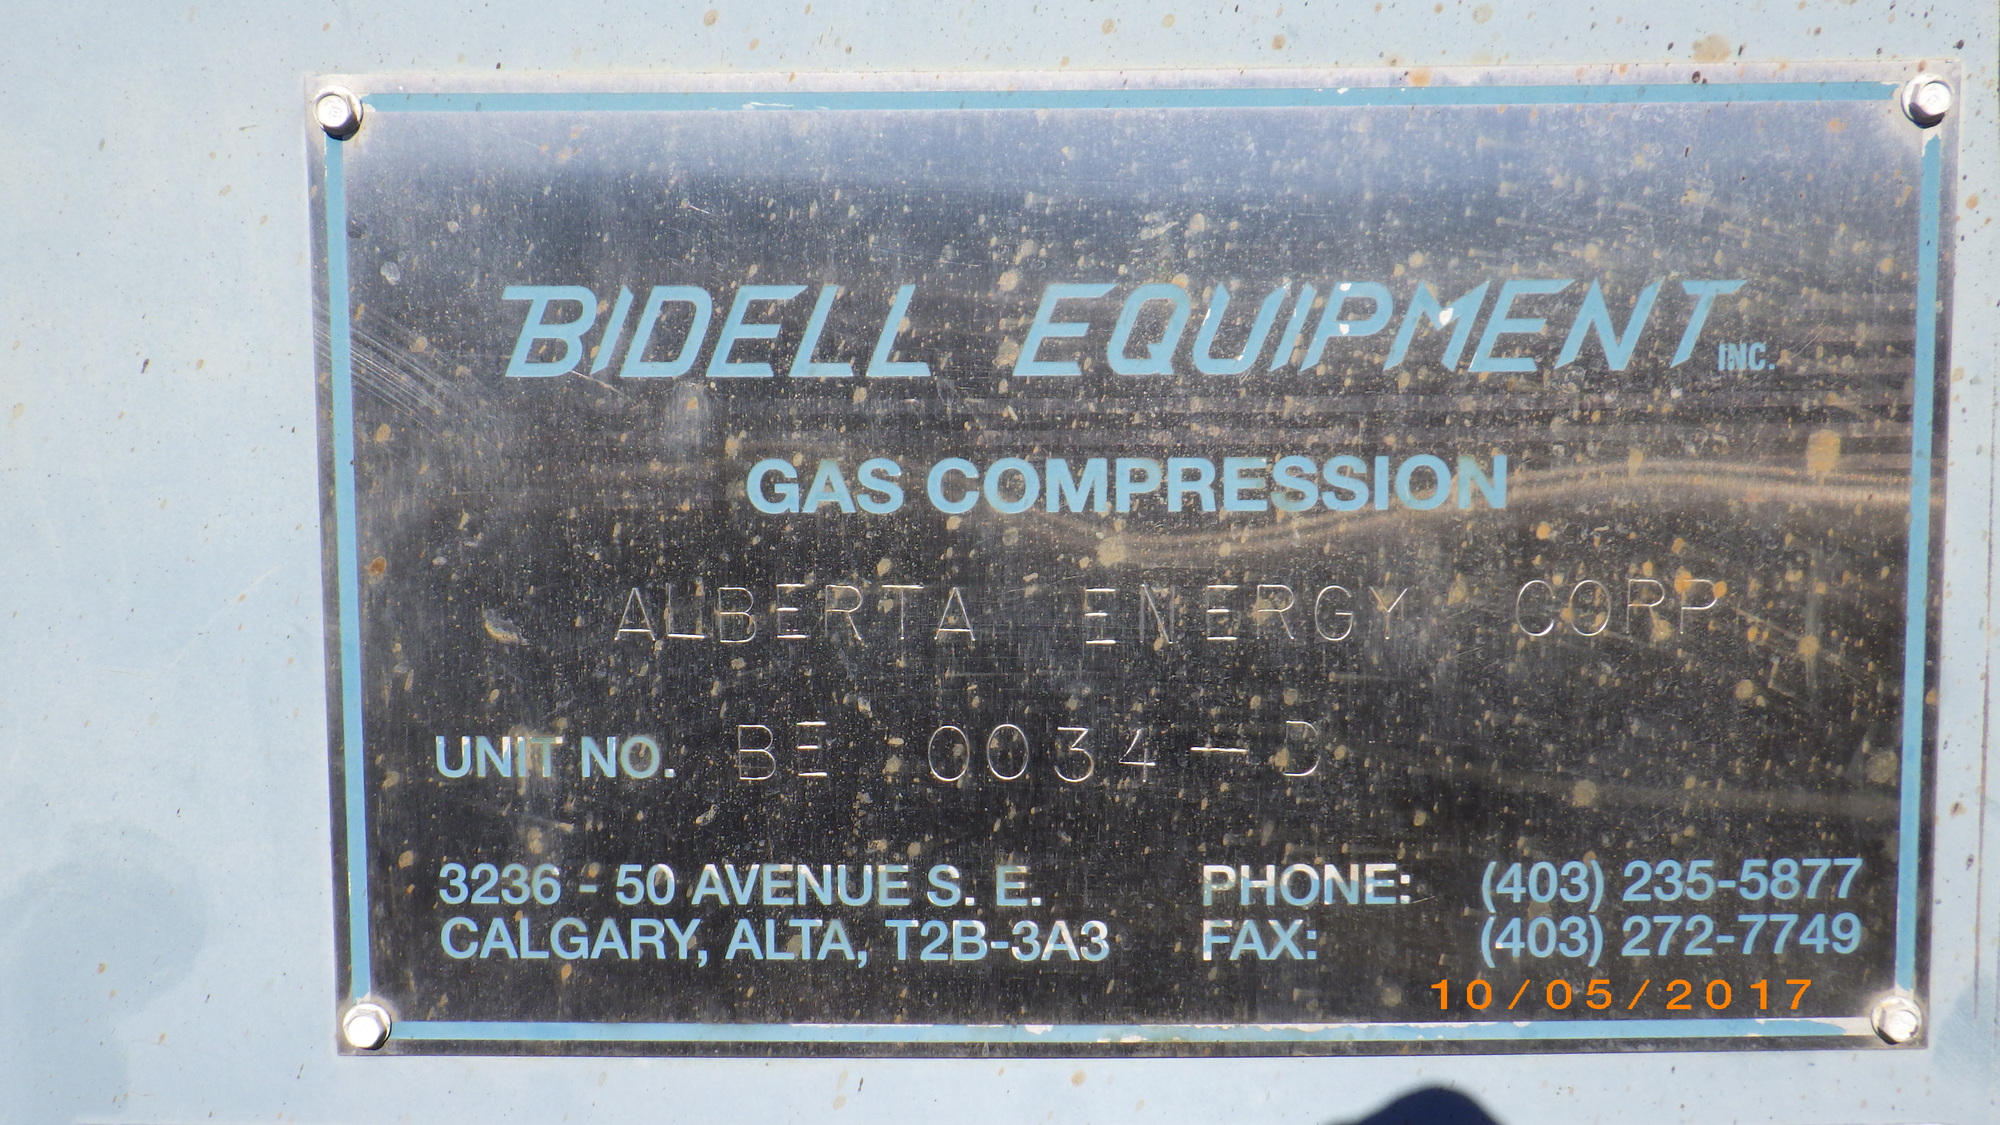 BIDELL EQUIPMENT INC.
GAS COMPRESSION
ALBERTA ENERGY CORP
UNIT NO. BE 0034-D
3236 - 50 AVENUE S. E. PHONE: (403) 235-5877
CALGARY, ALTA, T2B-3A3 FAX: (403) 272-7749
10/05/2017